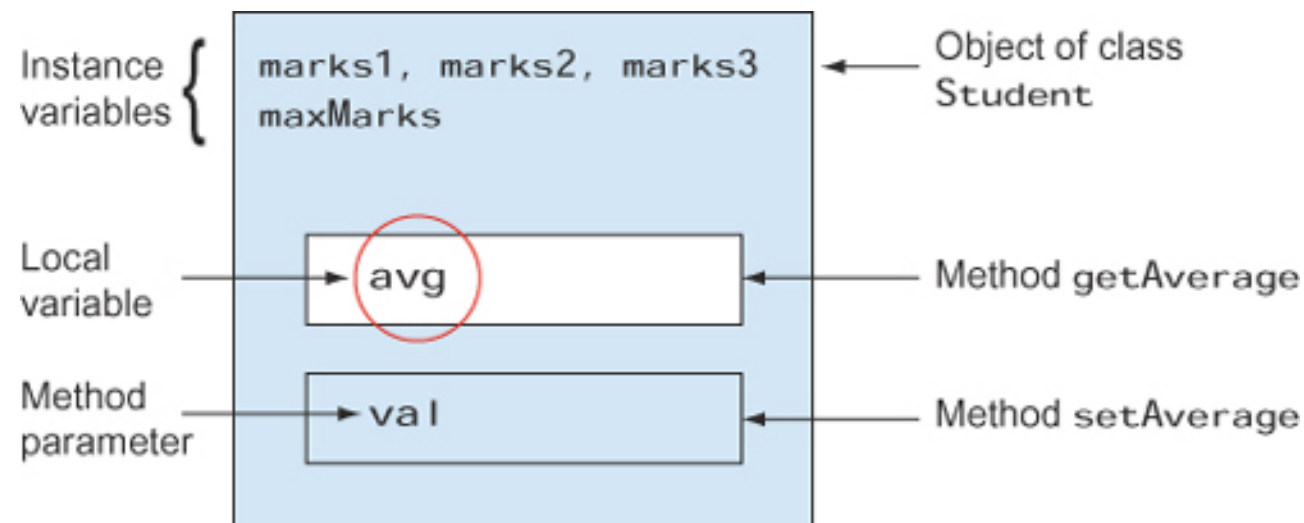 Instance
variables
marks1, marks2, marks3
maxMarks
Object of class
Student
Local
variable
avg
Method getAverage
Method
parameter
val
Method setAverage